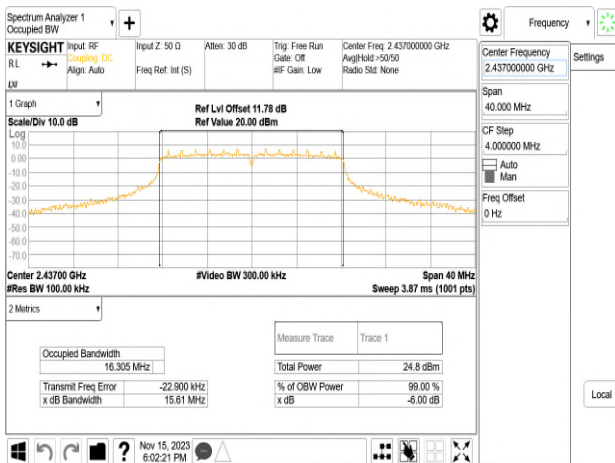 Spectrum Analyzer 1
Occupied BW
+
Frequency
KEYSIGHT
Input: RF
Input Z: 50 Ω
Atten: 30 dB
Trig: Free Run
Center Freq: 2.437000000 GHz
RL
Coupling: DC
Gate: Off
Avg|Hold:>50/50
Align: Auto
Freq Ref: Int (S)
#IF Gain: Low
Radio Std: None
Center Frequency
2.437000000 GHz
Settings
Span
40.000 MHz
CF Step
4.000000 MHz
Auto
Man
Freq Offset
0 Hz
Local
1 Graph
Scale/Div 10.0 dB
Ref Lvl Offset 11.78 dB
Ref Value 20.00 dBm
Log
10.0
0.00
-10.0
-20.0
-30.0
-40.0
-50.0
-60.0
-70.0
Center 2.43700 GHz
#Video BW 300.00 kHz
Span 40 MHz
#Res BW 100.00 kHz
Sweep 3.87 ms (1001 pts)
2 Metrics
Measure Trace
Trace 1
Occupied Bandwidth
16.305 MHz
Total Power
24.8 dBm
Transmit Freq Error
-22.900 kHz
% of OBW Power
99.00 %
x dB Bandwidth
15.61 MHz
x dB
-6.00 dB
?
Nov 15, 2023
6:02:21 PM